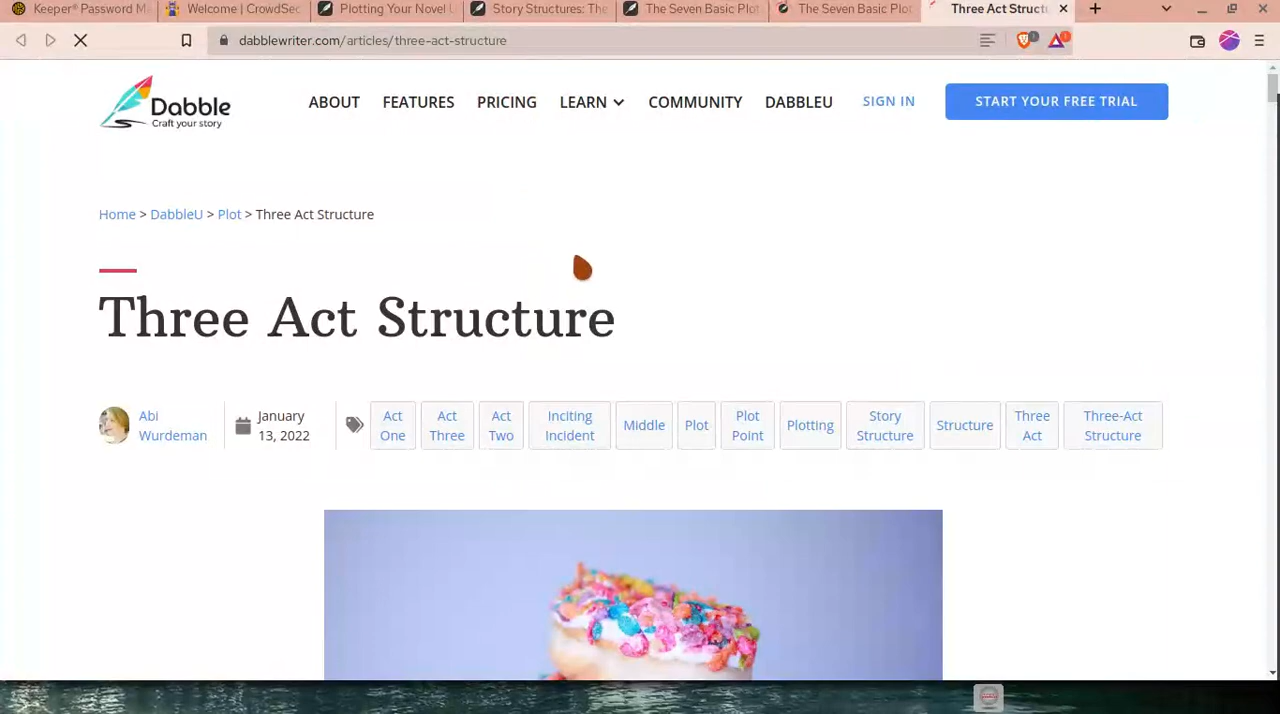 Keeper® Password M
Welcome | CrowdSec
Plotting Your Novel U
Story Structures: The
The Seven Basic Plot
The Seven Basic Plot
Three Act Structu
dabblewriter.com/articles/three-act-structure
Dabble
Craft your story
ABOUT FEATURES PRICING LEARN COMMUNITY DABBLEU SIGN IN START YOUR FREE TRIAL
Home > DabbleU > Plot > Three Act Structure
Three Act Structure
Abi
Wurdeman
January
13, 2022
Act
One
Act
Three
Act
Two
Inciting
Incident
Middle
Plot
Plot
Point
Plotting
Story
Structure
Structure
Three
Act
Three-Act
Structure